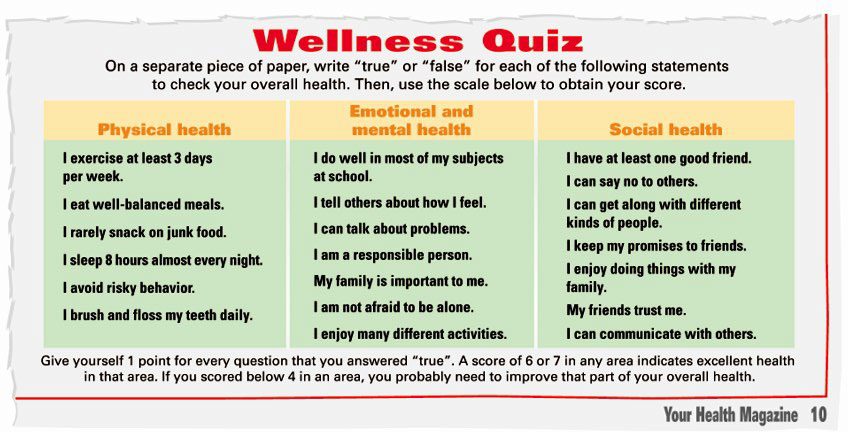 Wellness Quiz
On a separate piece of paper, write “true” or “false” for each of the following statements
to check your overall health. Then, use the scale below to obtain your score.
Physical health
I exercise at least 3 days
per week.
I eat well-balanced meals.
I rarely snack on junk food.
I sleep 8 hours almost every night.
I avoid risky behavior.
I brush and floss my teeth daily.
Emotional and
mental health
I do well in most of my subjects
at school.
I tell others about how I feel.
I can talk about problems.
I am a responsible person.
My family is important to me.
I am not afraid to be alone.
I enjoy many different activities.
Social health
I have at least one good friend.
I can say no to others.
I can get along with different
kinds of people.
I keep my promises to friends.
I enjoy doing things with my
family.
My friends trust me.
I can communicate with others.
Give yourself 1 point for every question that you answered “true”. A score of 6 or 7 in any area indicates excellent health
in that area. If you scored below 4 in an area, you probably need to improve that part of your overall health.
Your Health Magazine 10